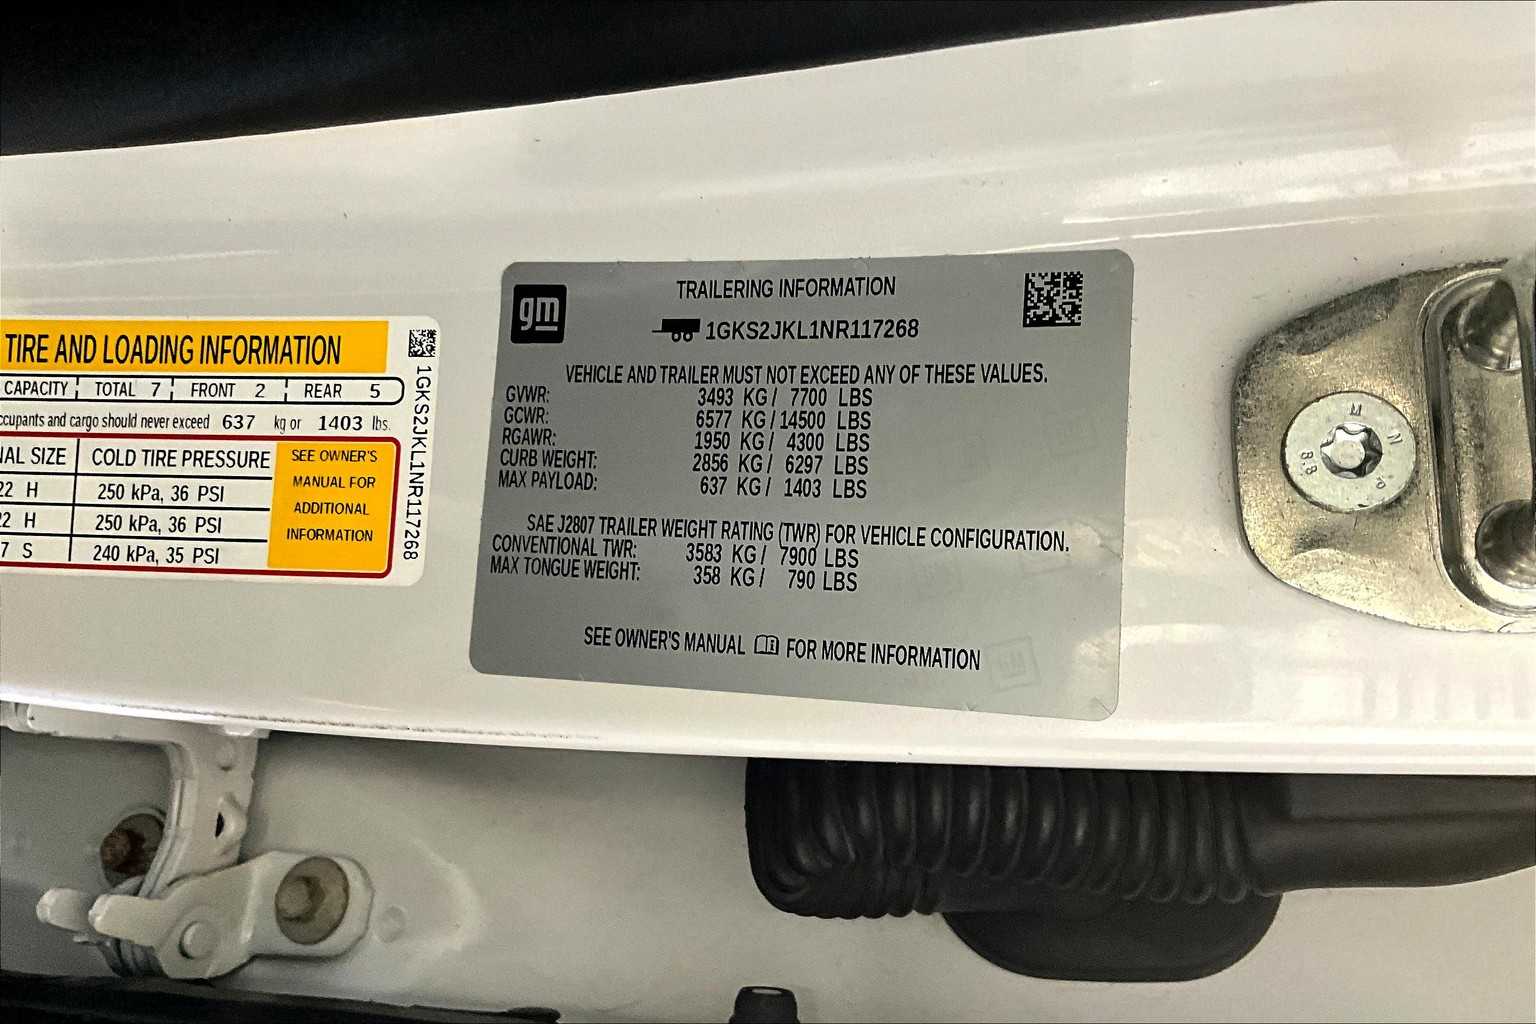 TIRE AND LOADING INFORMATION
CAPACITY TOTAL 7 FRONT 2 REAR 5
and cargo should never exceed 637 kg or 1403 lbs.
SIZE COLD TIRE PRESSURE
H 250 kPa, 36 PSI
H 250 kPa, 36 PSI
S 240 kPa, 35 PSI
SEE OWNER'S
MANUAL FOR
ADDITIONAL
INFORMATION
1GKS2JKL1NR117268
gm
TRAILERING INFORMATION
1GKS2JKL1NR117268
VEHICLE AND TRAILER MUST NOT EXCEED ANY OF THESE VALUES.
GVWR: 3493 KG/ 7700 LBS
GCWR: 6577 KG/14500 LBS
RGAWR: 1950 KG/ 4300 LBS
CURB WEIGHT: 2856 KG/ 6297 LBS
MAX PAYLOAD: 637 KG/ 1403 LBS
SAE J2807 TRAILER WEIGHT RATING (TWR) FOR VEHICLE CONFIGURATION.
CONVENTIONAL TWR: 3583 KG/ 7900 LBS
MAX TONGUE WEIGHT: 358 KG/ 790 LBS
SEE OWNER'S MANUAL FOR MORE INFORMATION
M N P 8.8